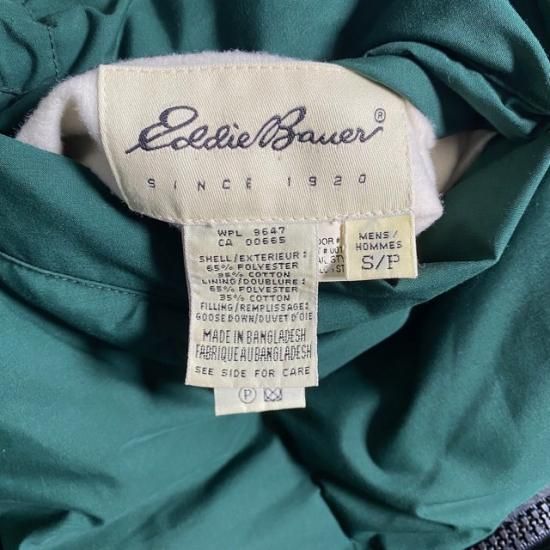 Eddie Bauer®
SINCE 1920
WPL 9647
CA 00665
SHELL/EXTERIEUR:
65% POLYESTER
35% COTTON
LINING/DOUBLURE:
65% POLYESTER
35% COTTON
FILLING/REMPLISSAGE:
GOOSE DOWN/DUVET D'OIE
MADE IN BANGLADESH
FABRIQUE AU BANGLADESH
SEE SIDE FOR CARE
P
MENS/
HOMMES
S/P